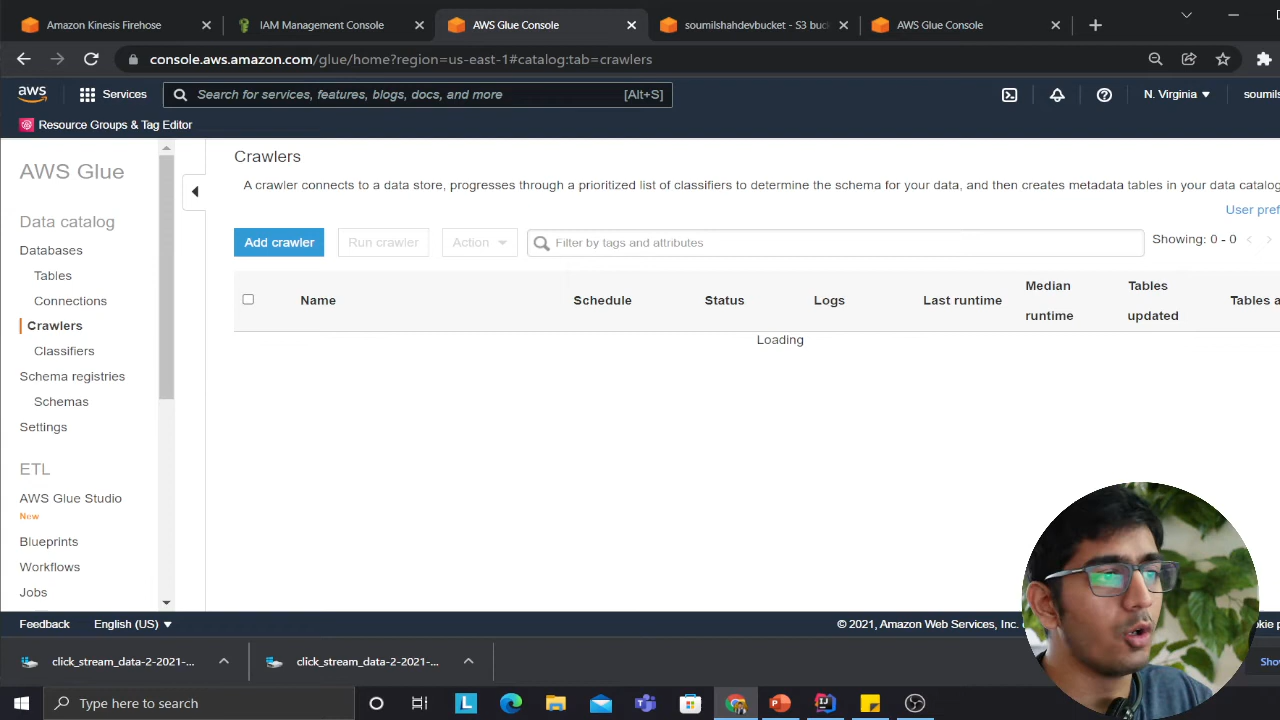 Amazon Kinesis Firehose
IAM Management Console
AWS Glue Console
soumilshahdevbucket - S3 buc
AWS Glue Console
console.aws.amazon.com/glue/home?region=us-east-1#catalog:tab=crawlers
aws
Services
Search for services, features, blogs, docs, and more
[Alt+S]
N. Virginia
soumils
Resource Groups & Tag Editor
AWS Glue
Data catalog
Databases
Tables
Connections
Crawlers
Classifiers
Schema registries
Schemas
Settings
ETL
AWS Glue Studio
New
Blueprints
Workflows
Jobs
Crawlers
A crawler connects to a data store, progresses through a prioritized list of classifiers to determine the schema for your data, and then creates metadata tables in your data catalog
User pref
Add crawler
Run crawler
Action
Filter by tags and attributes
Showing: 0 - 0
Name
Schedule
Status
Logs
Last runtime
Median runtime
Tables updated
Tables a
Loading
Feedback
English (US)
© 2021, Amazon Web Services, Inc.
kie p
click_stream_data-2-2021-...
click_stream_data-2-2021-...
Sho
Type here to search